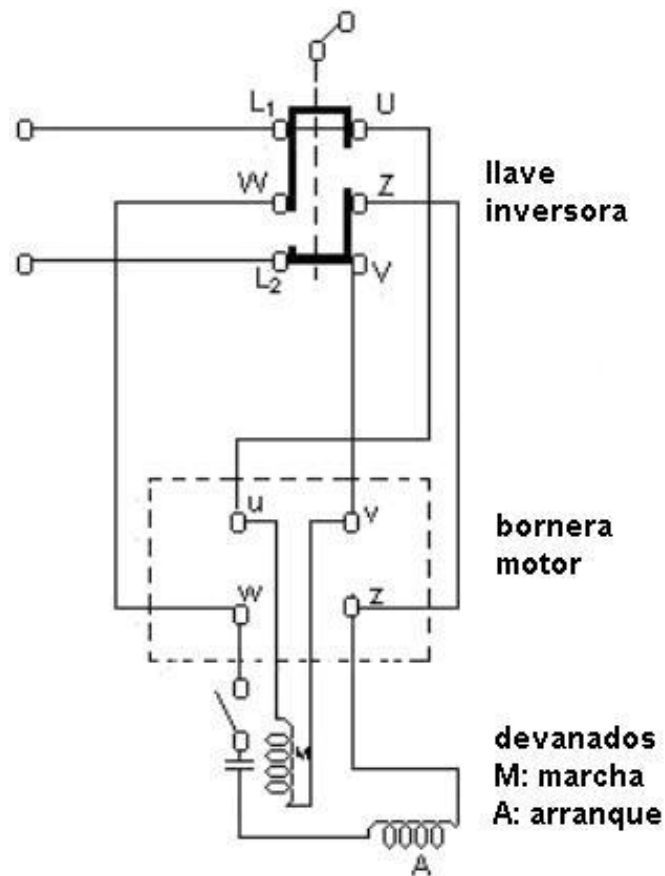 L1 U
W Z
L2 V
llave
inversora
u v
w z
bornera
motor
M
devanados
M: marcha
A: arranque
A